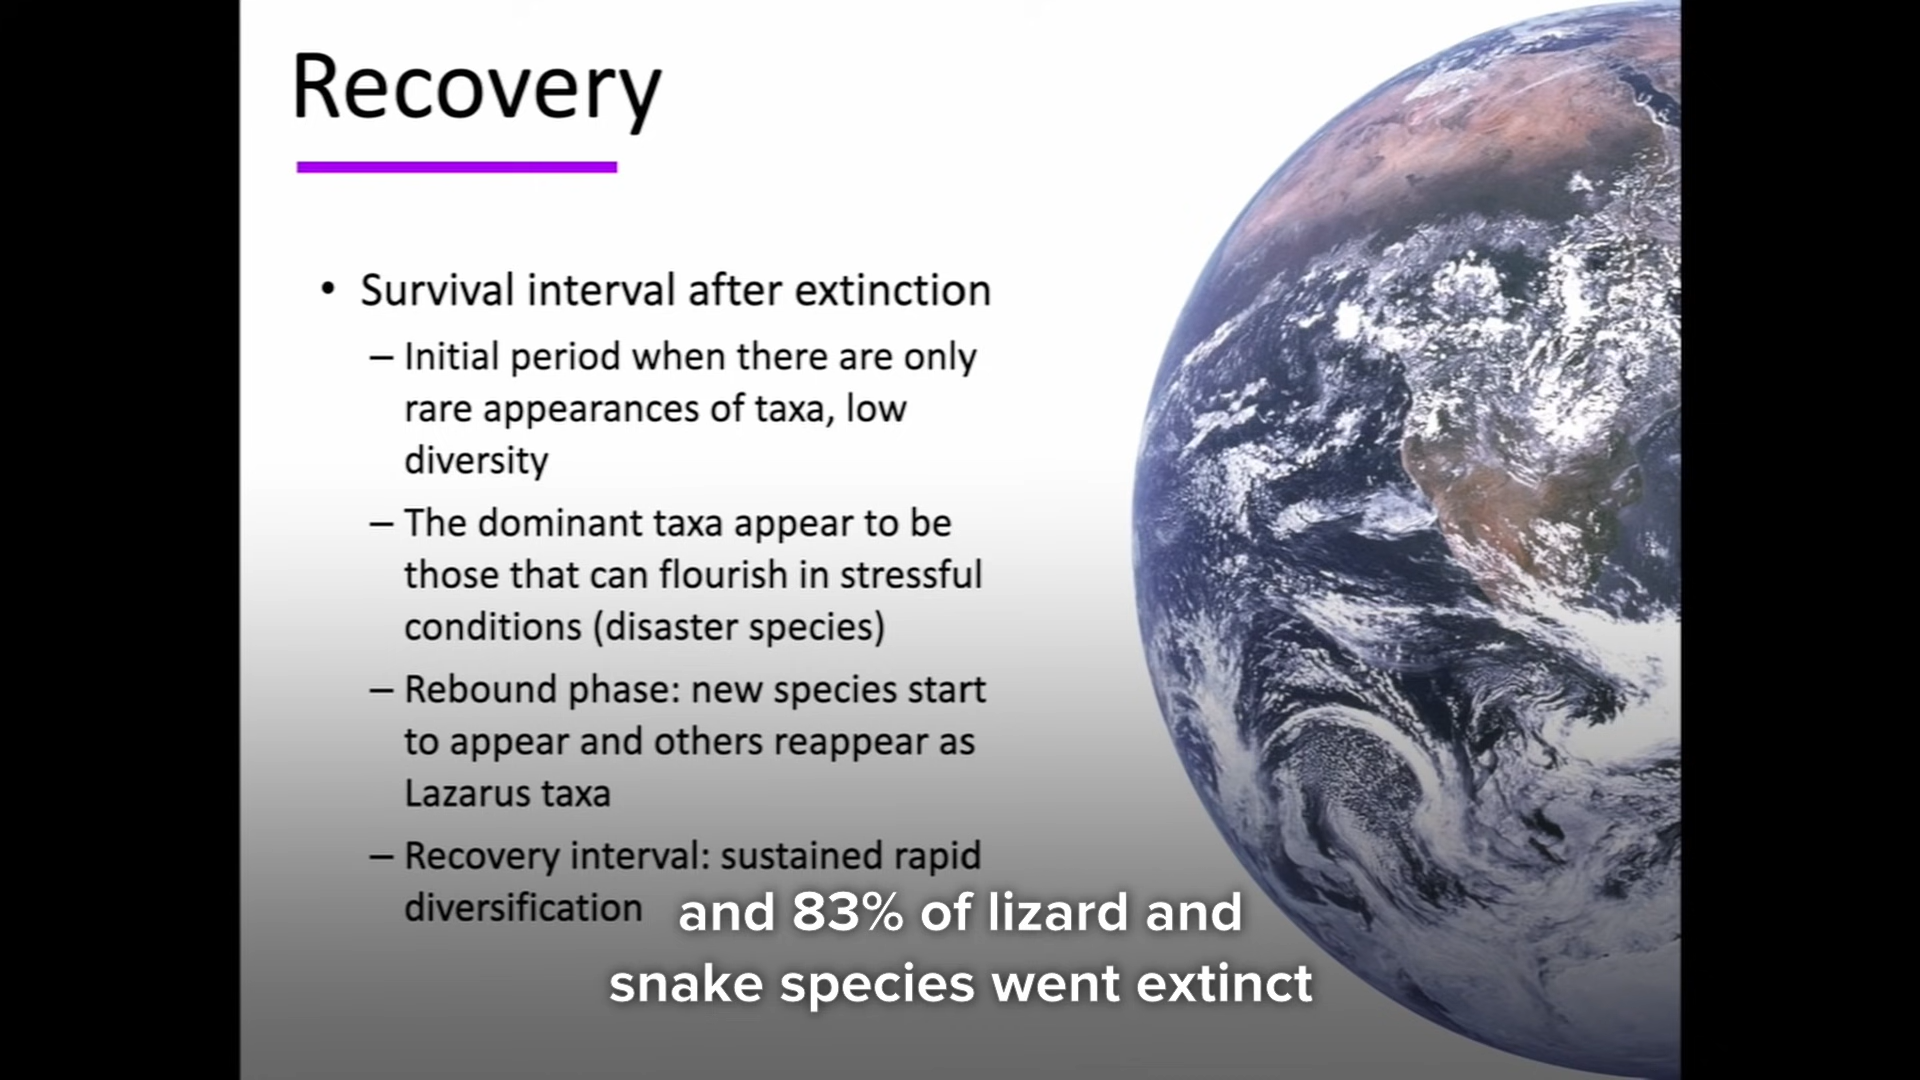 Recovery
• Survival interval after extinction
– Initial period when there are only
rare appearances of taxa, low
diversity
– The dominant taxa appear to be
those that can flourish in stressful
conditions (disaster species)
– Rebound phase: new species start
to appear and others reappear as
Lazarus taxa
– Recovery interval: sustained rapid
diversification
and 83% of lizard and
snake species went extinct